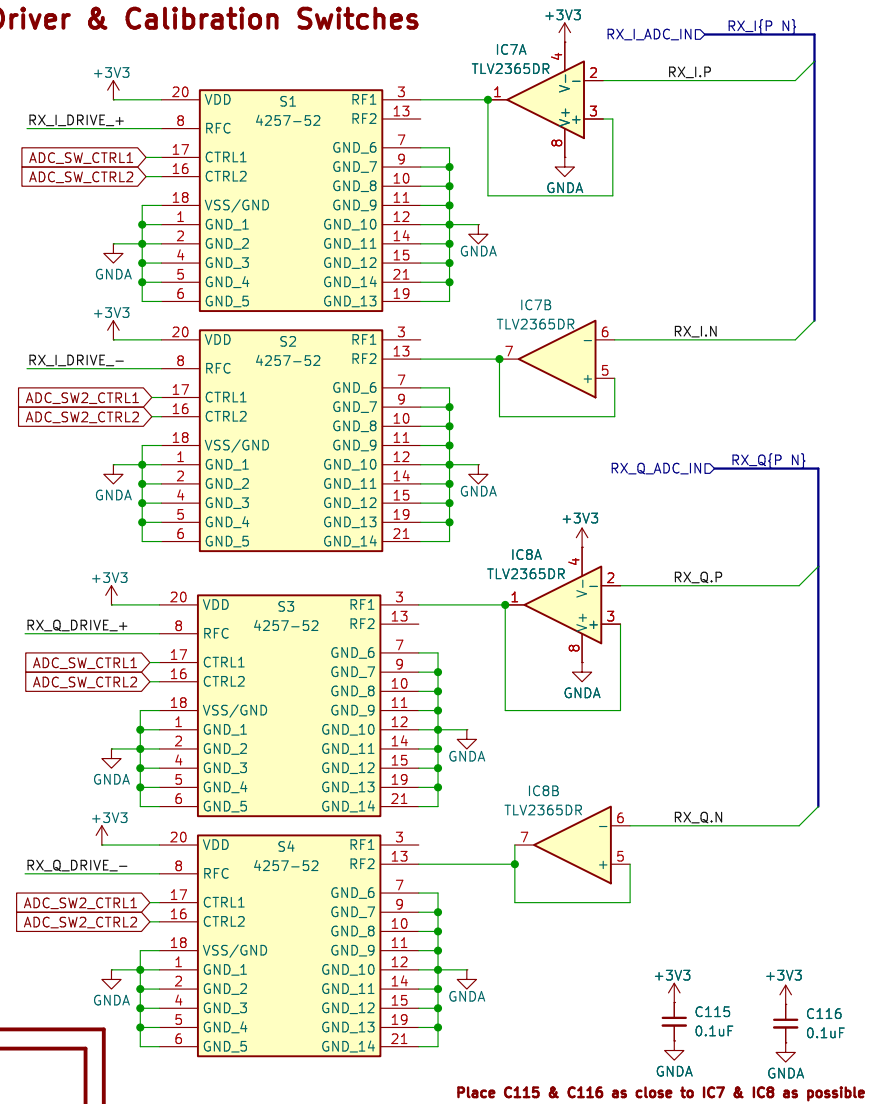 Driver & Calibration Switches
+3V3
RX_I_ADC_IN
RX_I{P N}
IC7A
TLV2365DR
4
V-
2
RX_I.P
1
-
V+
+
3
8
GNDA
+3V3
20 VDD
S1
4257-52
RF1 3
RF2 13
RX_I_DRIVE_+
8 RFC
ADC_SW_CTRL1
17 CTRL1
ADC_SW_CTRL2
16 CTRL2
GND_6 7
GND_7 9
GND_8 10
18 VSS/GND
GND_9 11
1 GND_1
GND_10 12
2 GND_2
GND_11 14
4 GND_3
GND_12 15
5 GND_4
GND_14 21
6 GND_5
GND_13 19
GNDA
GNDA
IC7B
TLV2365DR
7
-
6
RX_I.N
+
5
+3V3
20 VDD
S2
4257-52
RF1 3
RF2 13
RX_I_DRIVE_-
8 RFC
ADC_SW2_CTRL1
17 CTRL1
ADC_SW2_CTRL2
16 CTRL2
GND_6 7
GND_7 9
GND_8 10
18 VSS/GND
GND_9 11
1 GND_1
GND_10 12
2 GND_2
GND_11 14
4 GND_3
GND_12 15
5 GND_4
GND_13 19
6 GND_5
GND_14 21
GNDA
GNDA
RX_Q_ADC_IN
RX_Q{P N}
+3V3
IC8A
TLV2365DR
4
V-
2
RX_Q.P
1
-
V+
+
3
8
GNDA
+3V3
20 VDD
S3
4257-52
RF1 3
RF2 13
RX_Q_DRIVE_+
8 RFC
ADC_SW_CTRL1
17 CTRL1
ADC_SW_CTRL2
16 CTRL2
GND_6 7
GND_7 9
GND_8 10
18 VSS/GND
GND_9 11
1 GND_1
GND_10 12
2 GND_2
GND_11 14
4 GND_3
GND_12 15
5 GND_4
GND_13 19
6 GND_5
GND_14 21
GNDA
GNDA
IC8B
TLV2365DR
7
-
6
RX_Q.N
+
5
+3V3
20 VDD
S4
4257-52
RF1 3
RF2 13
RX_Q_DRIVE_-
8 RFC
ADC_SW2_CTRL1
17 CTRL1
ADC_SW2_CTRL2
16 CTRL2
GND_6 7
GND_7 9
GND_8 10
18 VSS/GND
GND_9 11
1 GND_1
GND_10 12
2 GND_2
GND_11 14
4 GND_3
GND_12 15
5 GND_4
GND_13 19
6 GND_5
GND_14 21
GNDA
GNDA
+3V3
C115
0.1uF
GNDA
+3V3
C116
0.1uF
GNDA
Place C115 & C116 as close to IC7 & IC8 as possible